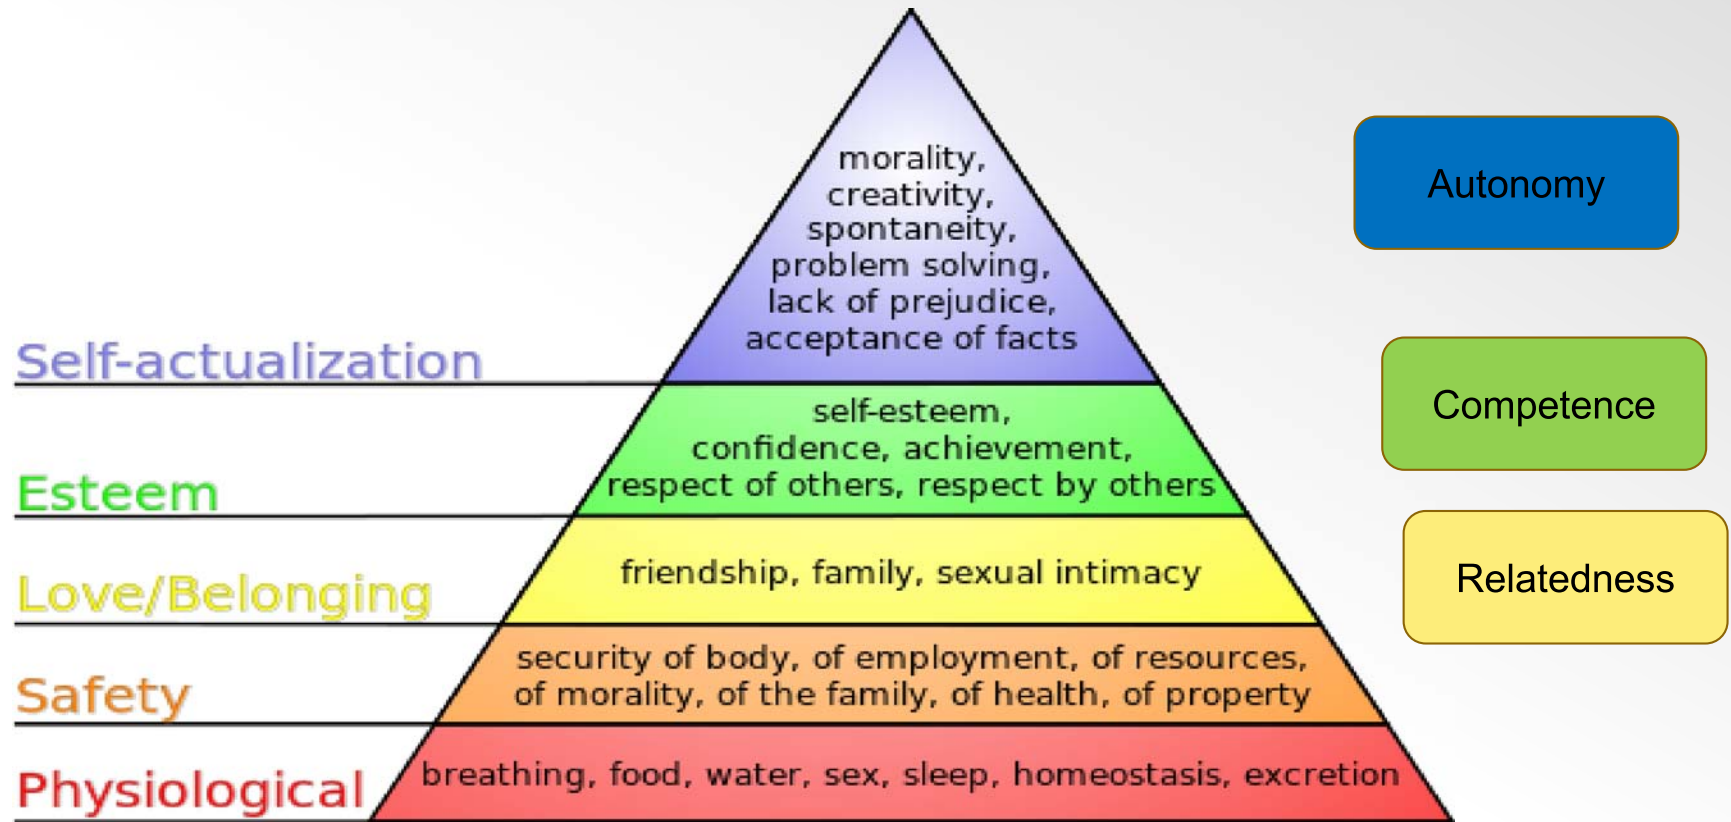 morality,
creativity,
spontaneity,
problem solving,
lack of prejudice,
acceptance of facts
Autonomy
Self-actualization
self-esteem,
confidence, achievement,
respect of others, respect by others
Competence
Esteem
friendship, family, sexual intimacy
Relatedness
Love/Belonging
security of body, of employment, of resources,
of morality, of the family, of health, of property
Safety
breathing, food, water, sex, sleep, homeostasis, excretion
Physiological